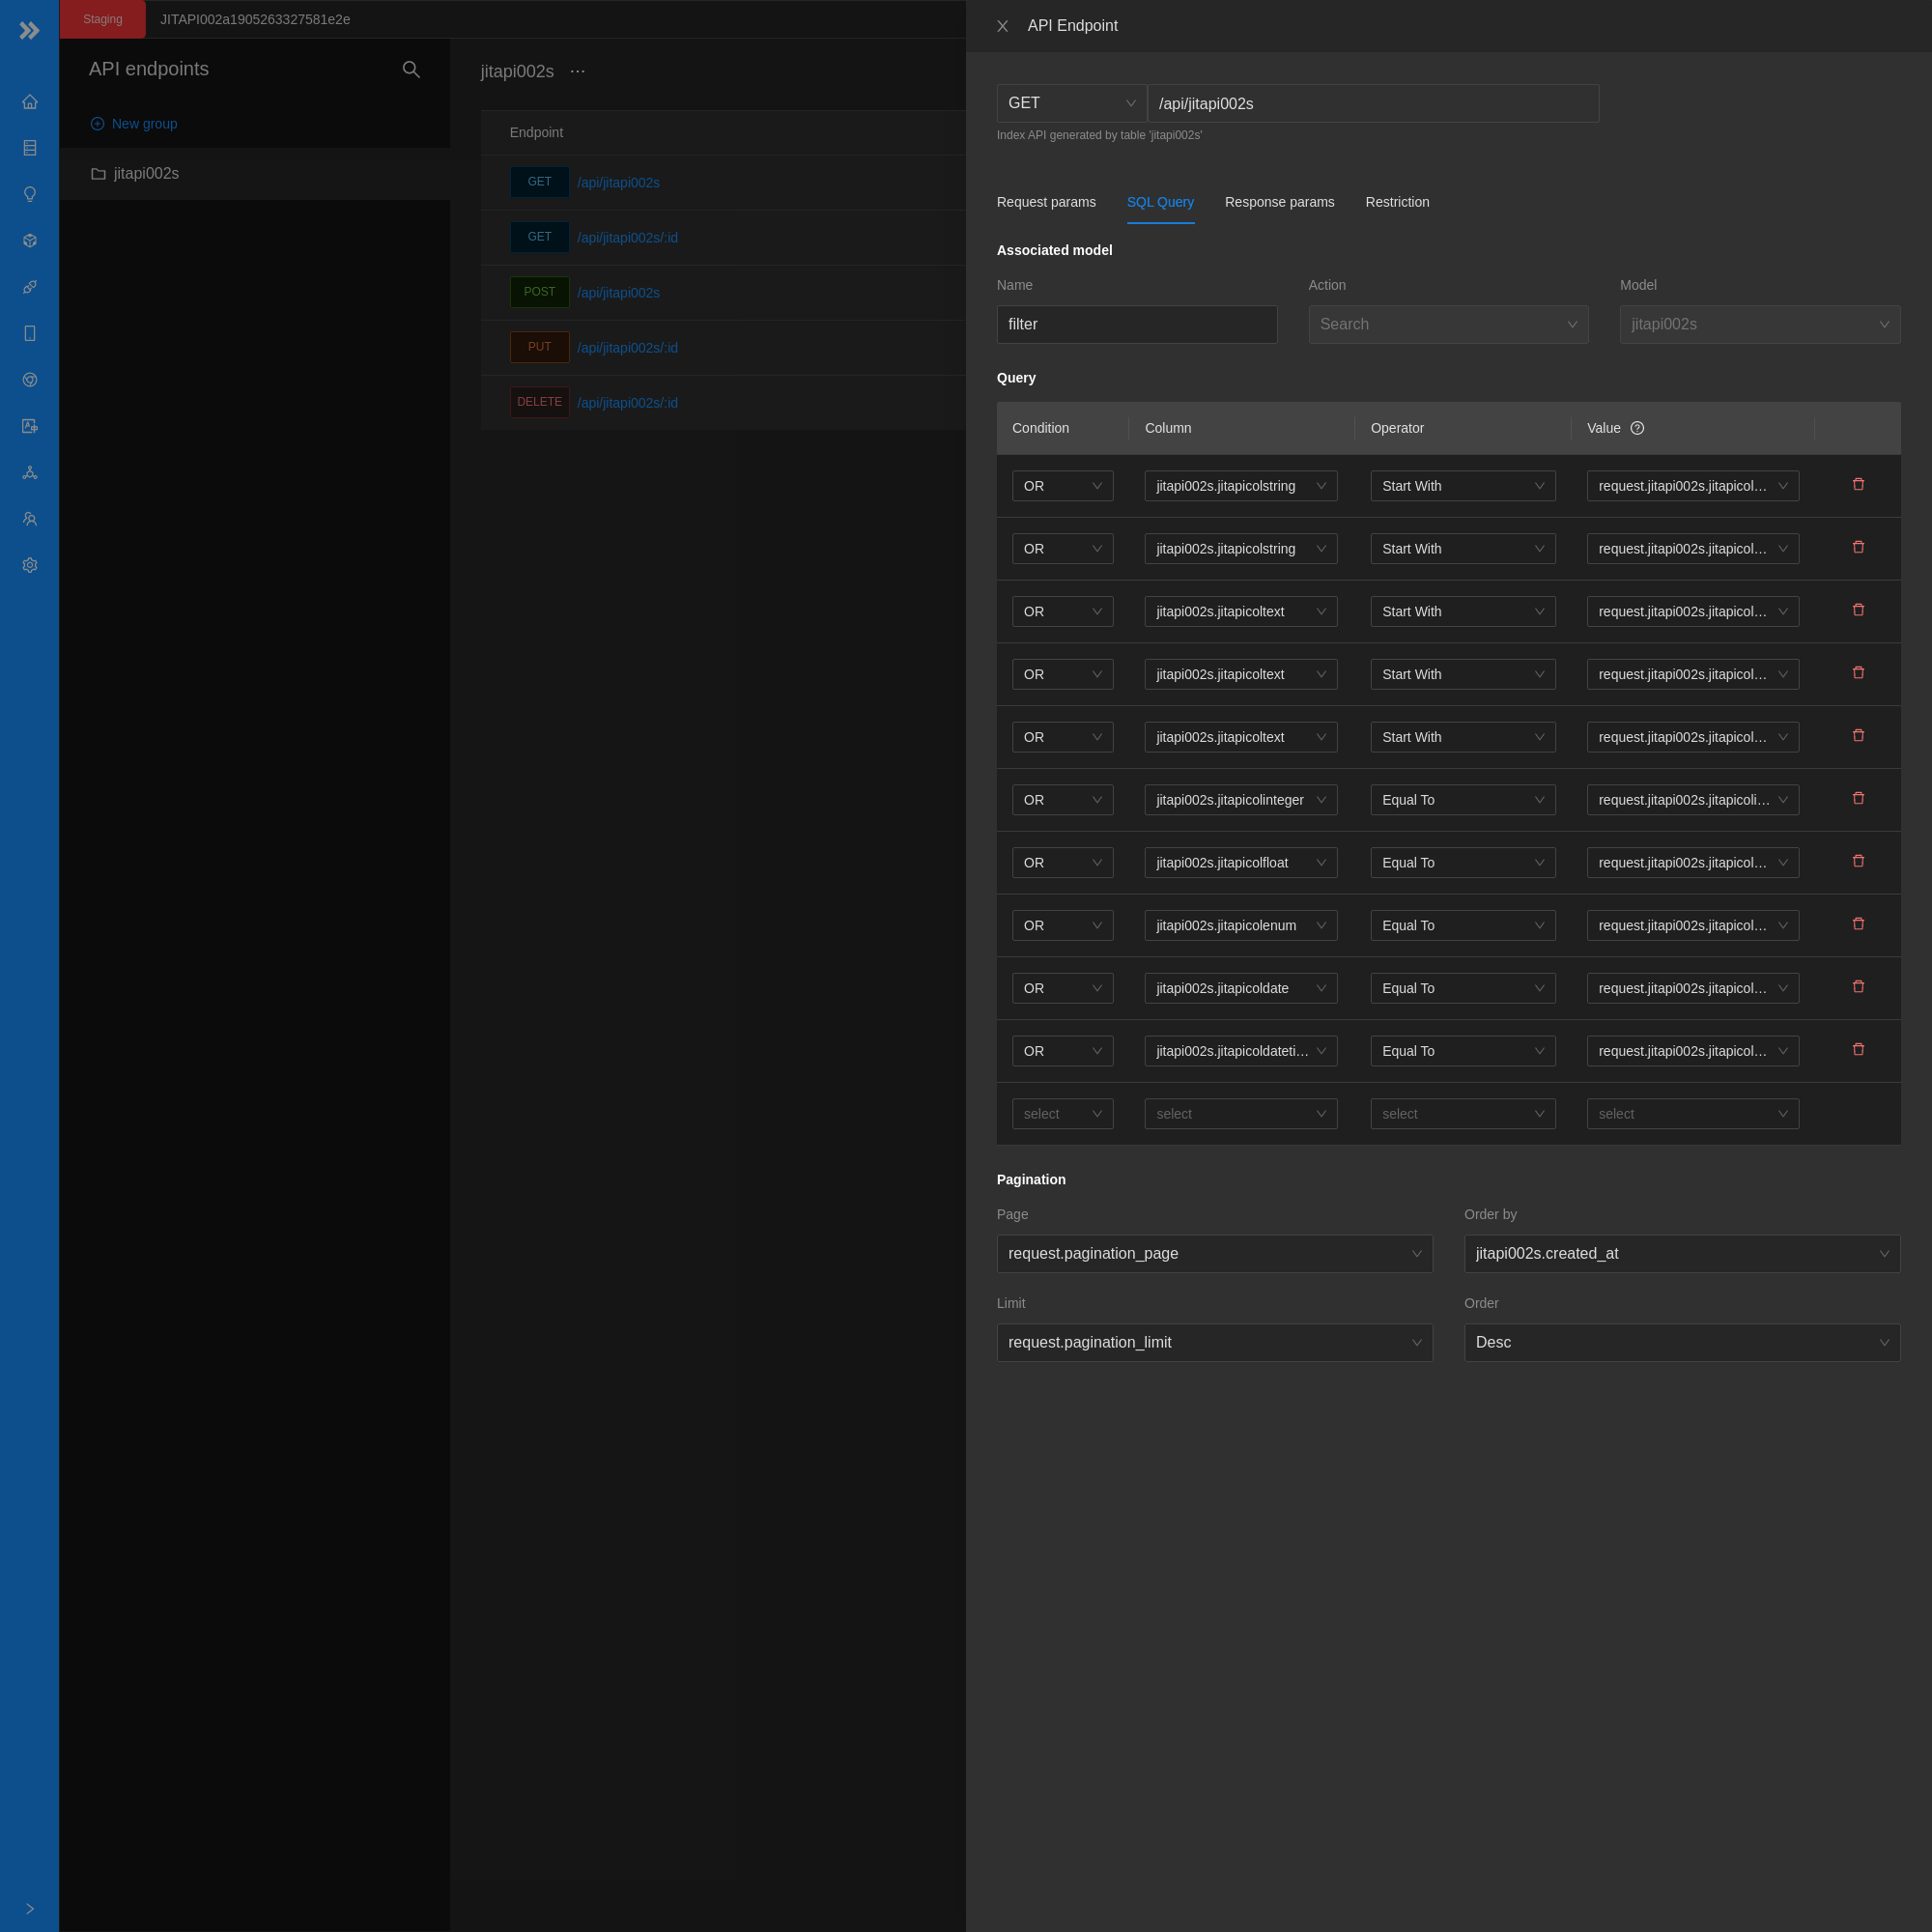 Staging JITAPI002a1905263327581e2e
API endpoints
New group
jitapi002s
jitapi002s ...
Endpoint
GET /api/jitapi002s
GET /api/jitapi002s/:id
POST /api/jitapi002s
PUT /api/jitapi002s/:id
DELETE /api/jitapi002s/:id
API Endpoint
GET /api/jitapi002s
Index API generated by table 'jitapi002s'
Request params SQL Query Response params Restriction
Associated model
Name Action Model
filter Search jitapi002s
Query
Condition Column Operator Value
OR jitapi002s.jitapicolstring Start With request.jitapi002s.jitapicol...
OR jitapi002s.jitapicolstring Start With request.jitapi002s.jitapicol...
OR jitapi002s.jitapicoltext Start With request.jitapi002s.jitapicol...
OR jitapi002s.jitapicoltext Start With request.jitapi002s.jitapicol...
OR jitapi002s.jitapicoltext Start With request.jitapi002s.jitapicol...
OR jitapi002s.jitapicolinteger Equal To request.jitapi002s.jitapicoli...
OR jitapi002s.jitapicolfloat Equal To request.jitapi002s.jitapicol...
OR jitapi002s.jitapicolenum Equal To request.jitapi002s.jitapicol...
OR jitapi002s.jitapicoldate Equal To request.jitapi002s.jitapicol...
OR jitapi002s.jitapicoldateti... Equal To request.jitapi002s.jitapicol...
select select select select
Pagination
Page Order by
request.pagination_page jitapi002s.created_at
Limit Order
request.pagination_limit Desc